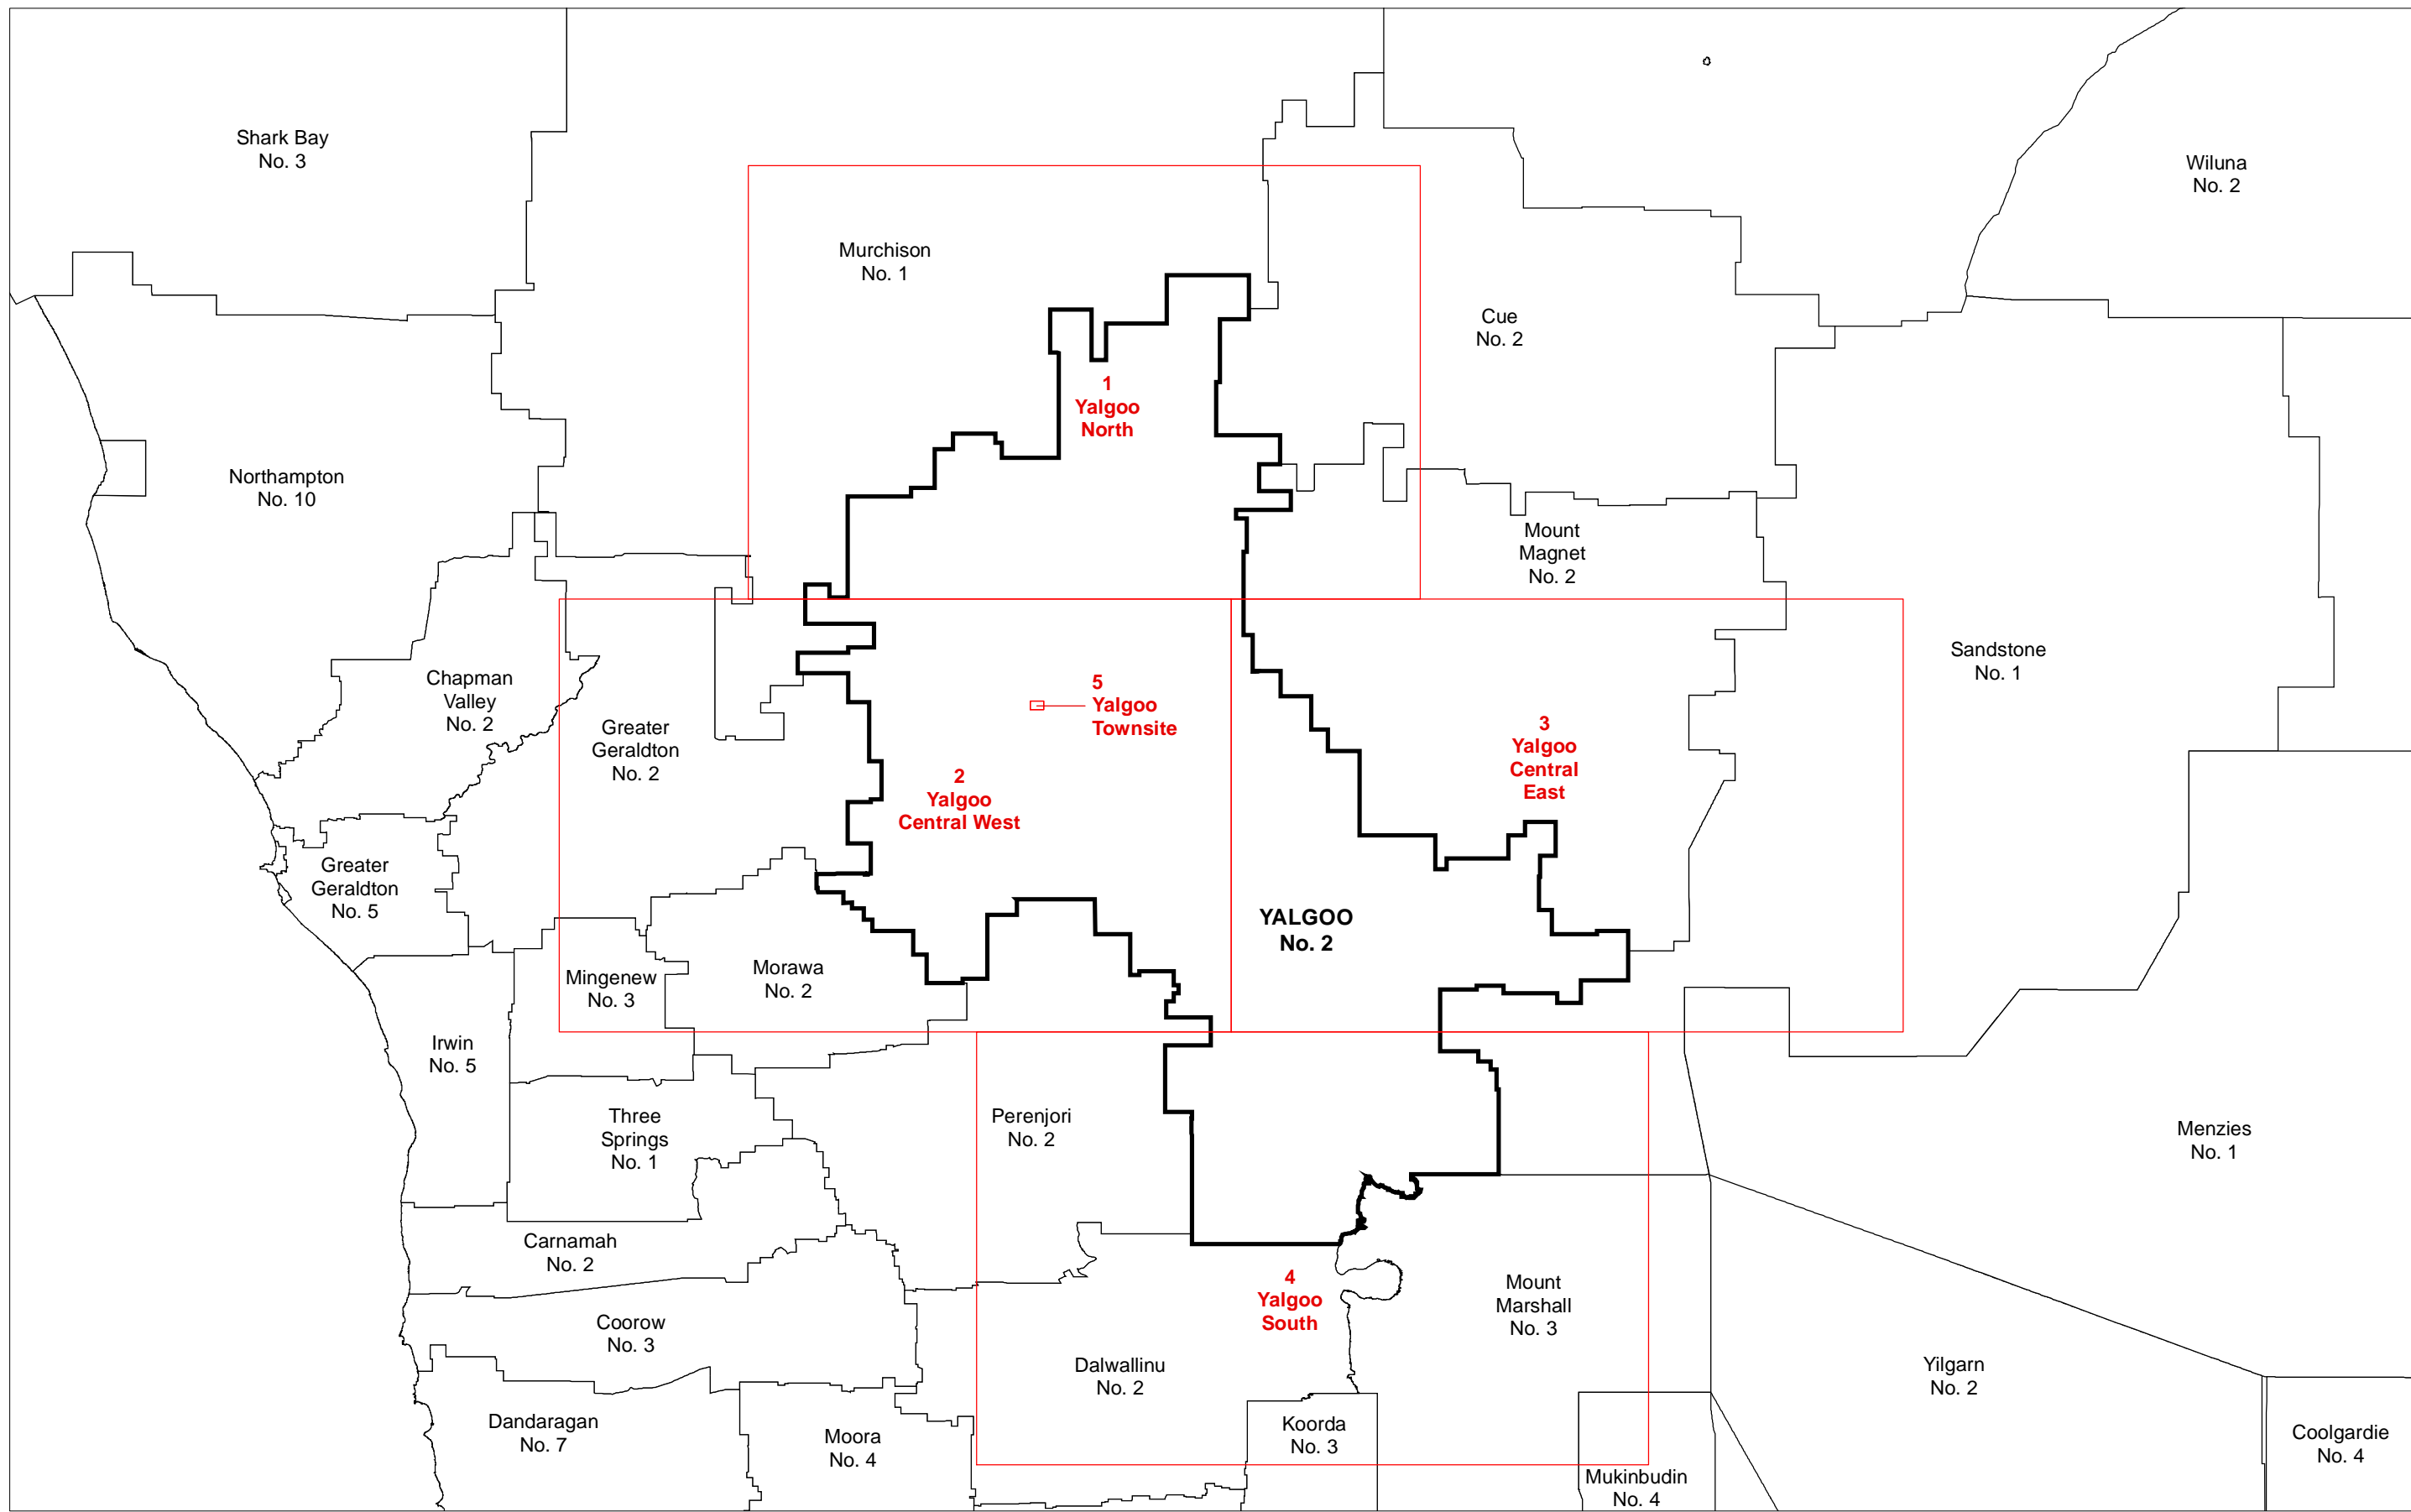 Shark Bay
No. 3
Wiluna
No. 2
Murchison
No. 1
Cue
No. 2
1
Yalgoo
North
Northampton
No. 10
Mount
Magnet
No. 2
Sandstone
No. 1
Chapman
Valley
No. 2
5
Yalgoo
Townsite
Greater
Geraldton
No. 2
3
Yalgoo
Central
East
2
Yalgoo
Central West
Greater
Geraldton
No. 5
YALGOO
No. 2
Mingenew
No. 3
Morawa
No. 2
Irwin
No. 5
Three
Springs
No. 1
Perenjori
No. 2
Menzies
No. 1
Carnamah
No. 2
4
Yalgoo
South
Mount
Marshall
No. 3
Coorow
No. 3
Dalwallinu
No. 2
Yilgarn
No. 2
Dandaragan
No. 7
Moora
No. 4
Koorda
No. 3
Mukinbudin
No. 4
Coolgardie
No. 4